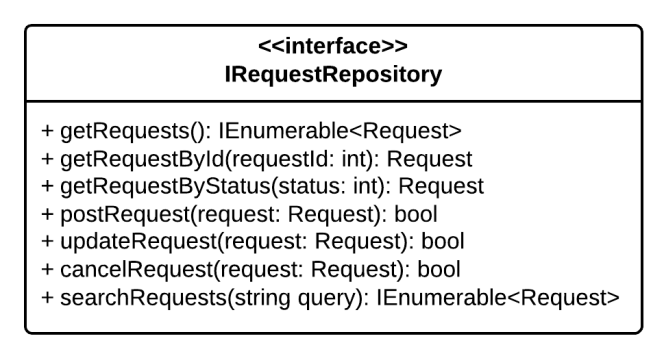 <<interface>>
IRequestRepository
+ getRequests(): IEnumerable<Request>
+ getRequestById(requestId: int): Request
+ getRequestByStatus(status: int): Request
+ postRequest(request: Request): bool
+ updateRequest(request: Request): bool
+ cancelRequest(request: Request): bool
+ searchRequests(string query): IEnumerable<Request>